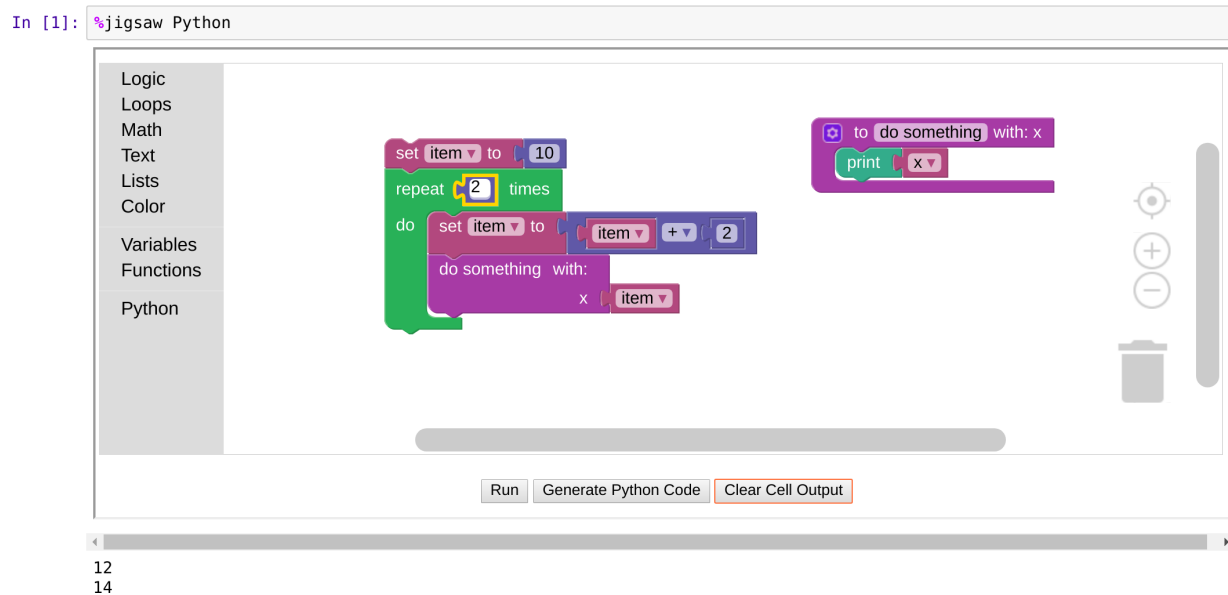 In [1]: %jigsaw Python
Logic
Loops
Math
Text
Lists
Color
Variables
Functions
Python
set item ▾ to 10
repeat 2 times
do set item ▾ to item ▾ + ▾ 2
do something with:
x item ▾
to do something with: x
print x ▾
Run Generate Python Code Clear Cell Output
12
14